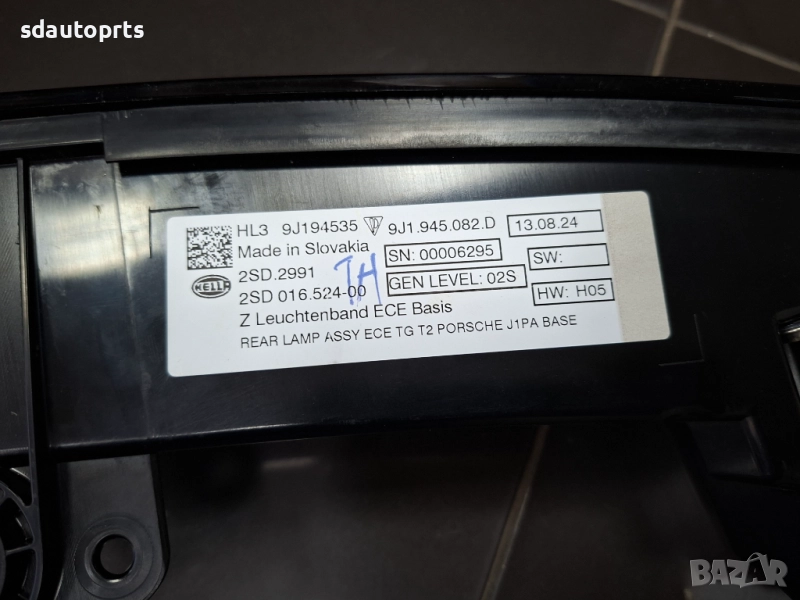 sdautoprts
HL3 9J194535 9J1.945.082.D 13.08.24
Made in Slovakia SN: 00006295 SW:
2SD.2991 GEN LEVEL: 02S
HELLA 2SD 016.524-00 TH HW: H05
Z Leuchtenband ECE Basis
REAR LAMP ASSY ECE TG T2 PORSCHE J1PA BASE
BAZAR